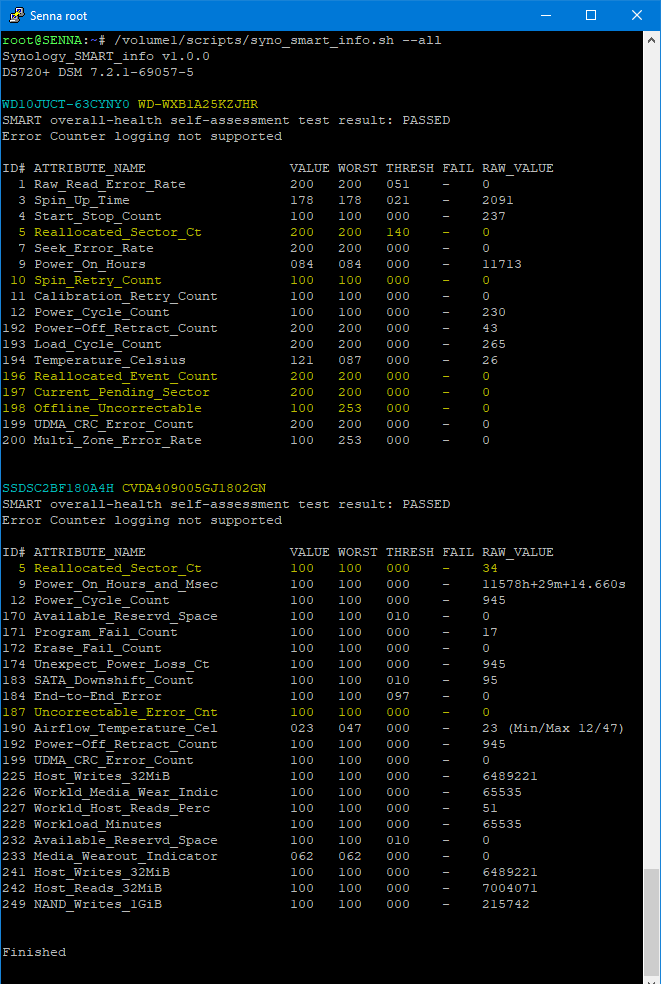 Senna root
root@SENNA:~# /volume1/scripts/syno_smart_info.sh --all
Synology_SMART_info v1.0.0
DS720+ DSM 7.2.1-69057-5
WD10JUCT-63CYNY0 WD-WXB1A25KZJHR
SMART overall-health self-assessment test result: PASSED
Error Counter logging not supported
ID# ATTRIBUTE_NAME VALUE WORST THRESH FAIL RAW_VALUE
1 Raw_Read_Error_Rate 200 200 051 - 0
3 Spin_Up_Time 178 178 021 - 2091
4 Start_Stop_Count 100 100 000 - 237
5 Reallocated_Sector_Ct 200 200 140 - 0
7 Seek_Error_Rate 200 200 000 - 0
9 Power_On_Hours 084 084 000 - 11713
10 Spin_Retry_Count 100 100 000 - 0
11 Calibration_Retry_Count 100 100 000 - 0
12 Power_Cycle_Count 100 100 000 - 230
192 Power-Off_Retract_Count 200 200 000 - 43
193 Load_Cycle_Count 200 200 000 - 265
194 Temperature_Celsius 121 087 000 - 26
196 Reallocated_Event_Count 200 200 000 - 0
197 Current_Pending_Sector 200 200 000 - 0
198 Offline_Uncorrectable 100 253 000 - 0
199 UDMA_CRC_Error_Count 200 200 000 - 0
200 Multi_Zone_Error_Rate 100 253 000 - 0
SSDSC2BF180A4H CVDA409005GJ1802GN
SMART overall-health self-assessment test result: PASSED
Error Counter logging not supported
ID# ATTRIBUTE_NAME VALUE WORST THRESH FAIL RAW_VALUE
5 Reallocated_Sector_Ct 100 100 000 - 34
9 Power_On_Hours_and_Msec 100 100 000 - 11578h+29m+14.660s
12 Power_Cycle_Count 100 100 000 - 945
170 Available_Reservd_Space 100 100 010 - 0
171 Program_Fail_Count 100 100 000 - 17
172 Erase_Fail_Count 100 100 000 - 0
174 Unexpect_Power_Loss_Ct 100 100 000 - 945
183 SATA_Downshift_Count 100 100 010 - 95
184 End-to-End_Error 100 100 097 - 0
187 Uncorrectable_Error_Cnt 100 100 000 - 0
190 Airflow_Temperature_Cel 023 047 000 - 23 (Min/Max 12/47)
192 Power-Off_Retract_Count 100 100 000 - 945
199 UDMA_CRC_Error_Count 100 100 000 - 0
225 Host_Writes_32MiB 100 100 000 - 6489221
226 Workld_Media_Wear_Indic 100 100 000 - 65535
227 Workld_Host_Reads_Perc 100 100 000 - 51
228 Workload_Minutes 100 100 000 - 65535
232 Available_Reservd_Space 100 100 010 - 0
233 Media_Wearout_Indicator 062 062 000 - 0
241 Host_Writes_32MiB 100 100 000 - 6489221
242 Host_Reads_32MiB 100 100 000 - 7004071
249 NAND_Writes_1GiB 100 100 000 - 215742
Finished